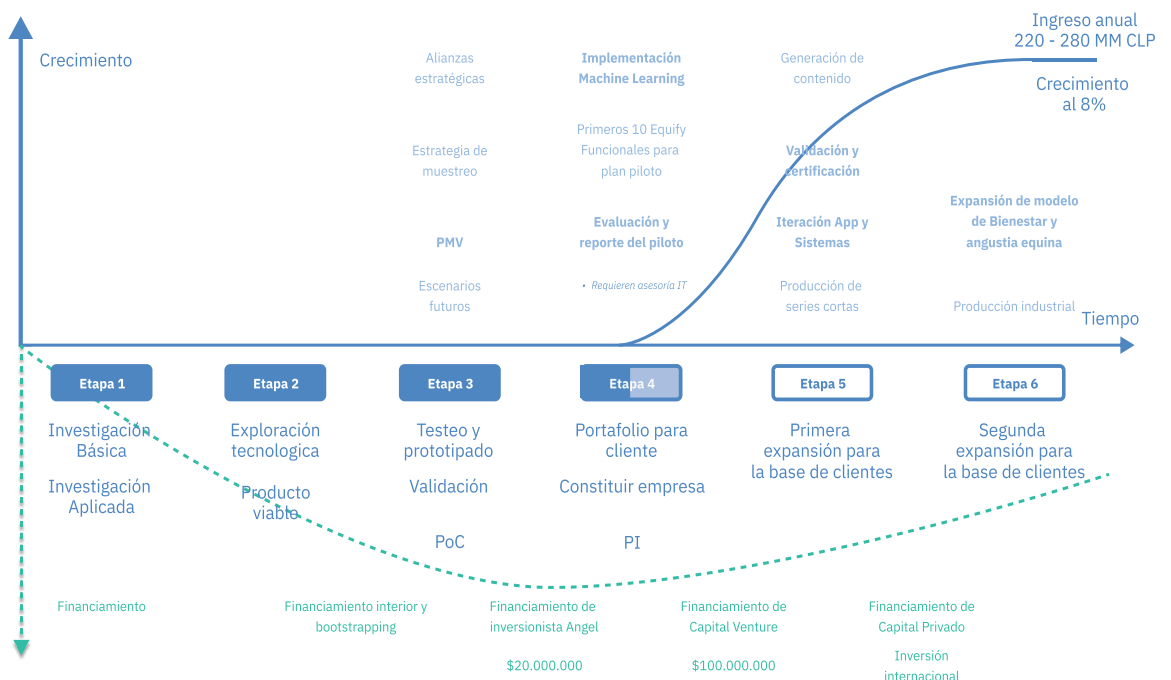 Ingreso anual
220 - 280 MM CLP
Crecimiento
al 8%
Crecimiento
Alianzas
estratégicas
Estrategia de
muestreo
PMV
Escenarios
futuros
Implementación
Machine Learning
Primeros 10 Equify
Funcionales para
plan piloto
Evaluación y
reporte del piloto
• Requieren asesoría IT
Generación de
contenido
Validación y
certificación
Iteración App y
Sistemas
Producción de
series cortas
Expansión de modelo
de Bienestar y
angustia equina
Producción industrial
Tiempo
Etapa 1
Investigación
Básica
Investigación
Aplicada
Etapa 2
Exploración
tecnologica
Producto
viable
Etapa 3
Testeo y
prototipado
Validación
PoC
Etapa 4
Portafolio para
cliente
Constituir empresa
PI
Etapa 5
Primera
expansión para
la base de clientes
Etapa 6
Segunda
expansión para
la base de clientes
Financiamiento
Financiamiento interior y
bootstrapping
Financiamiento de
inversionista Angel
$20.000.000
Financiamiento de
Capital Venture
$100.000.000
Financiamiento de
Capital Privado
Inversión
internacional